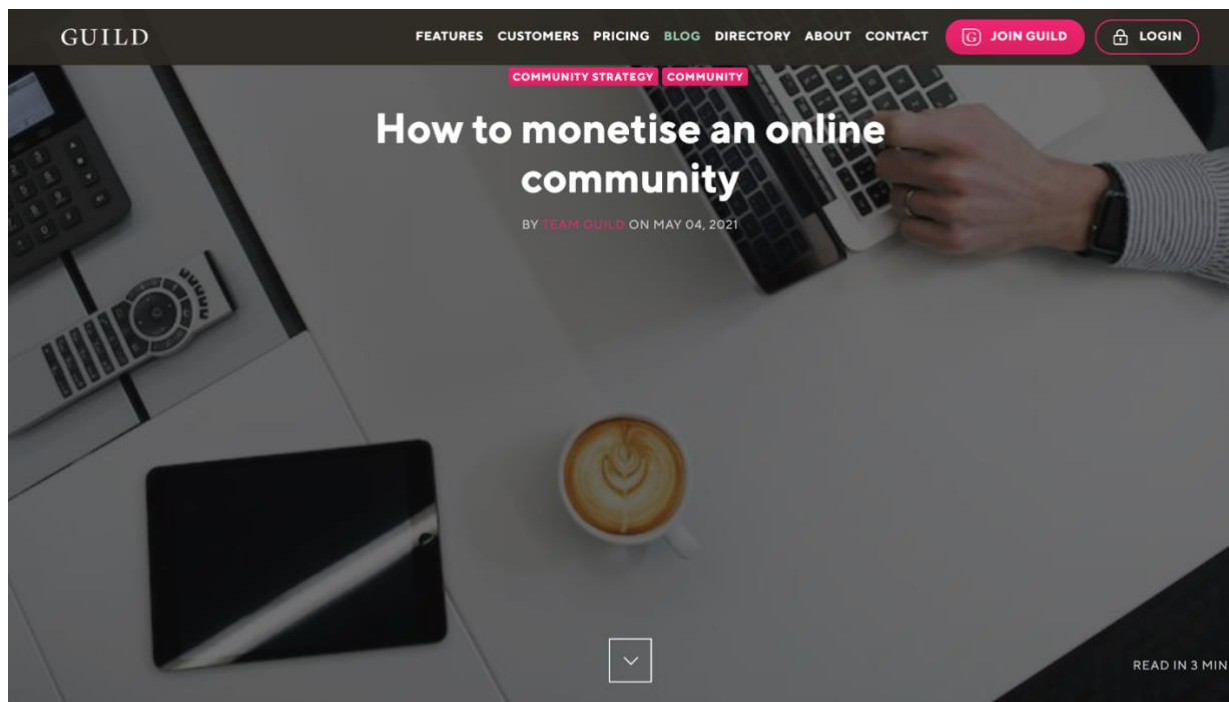 GUILD
FEATURES CUSTOMERS PRICING BLOG DIRECTORY ABOUT CONTACT JOIN GUILD LOGIN
COMMUNITY STRATEGY COMMUNITY
How to monetise an online
community
BY TEAM GUILD ON MAY 04, 2021
READ IN 3 MIN